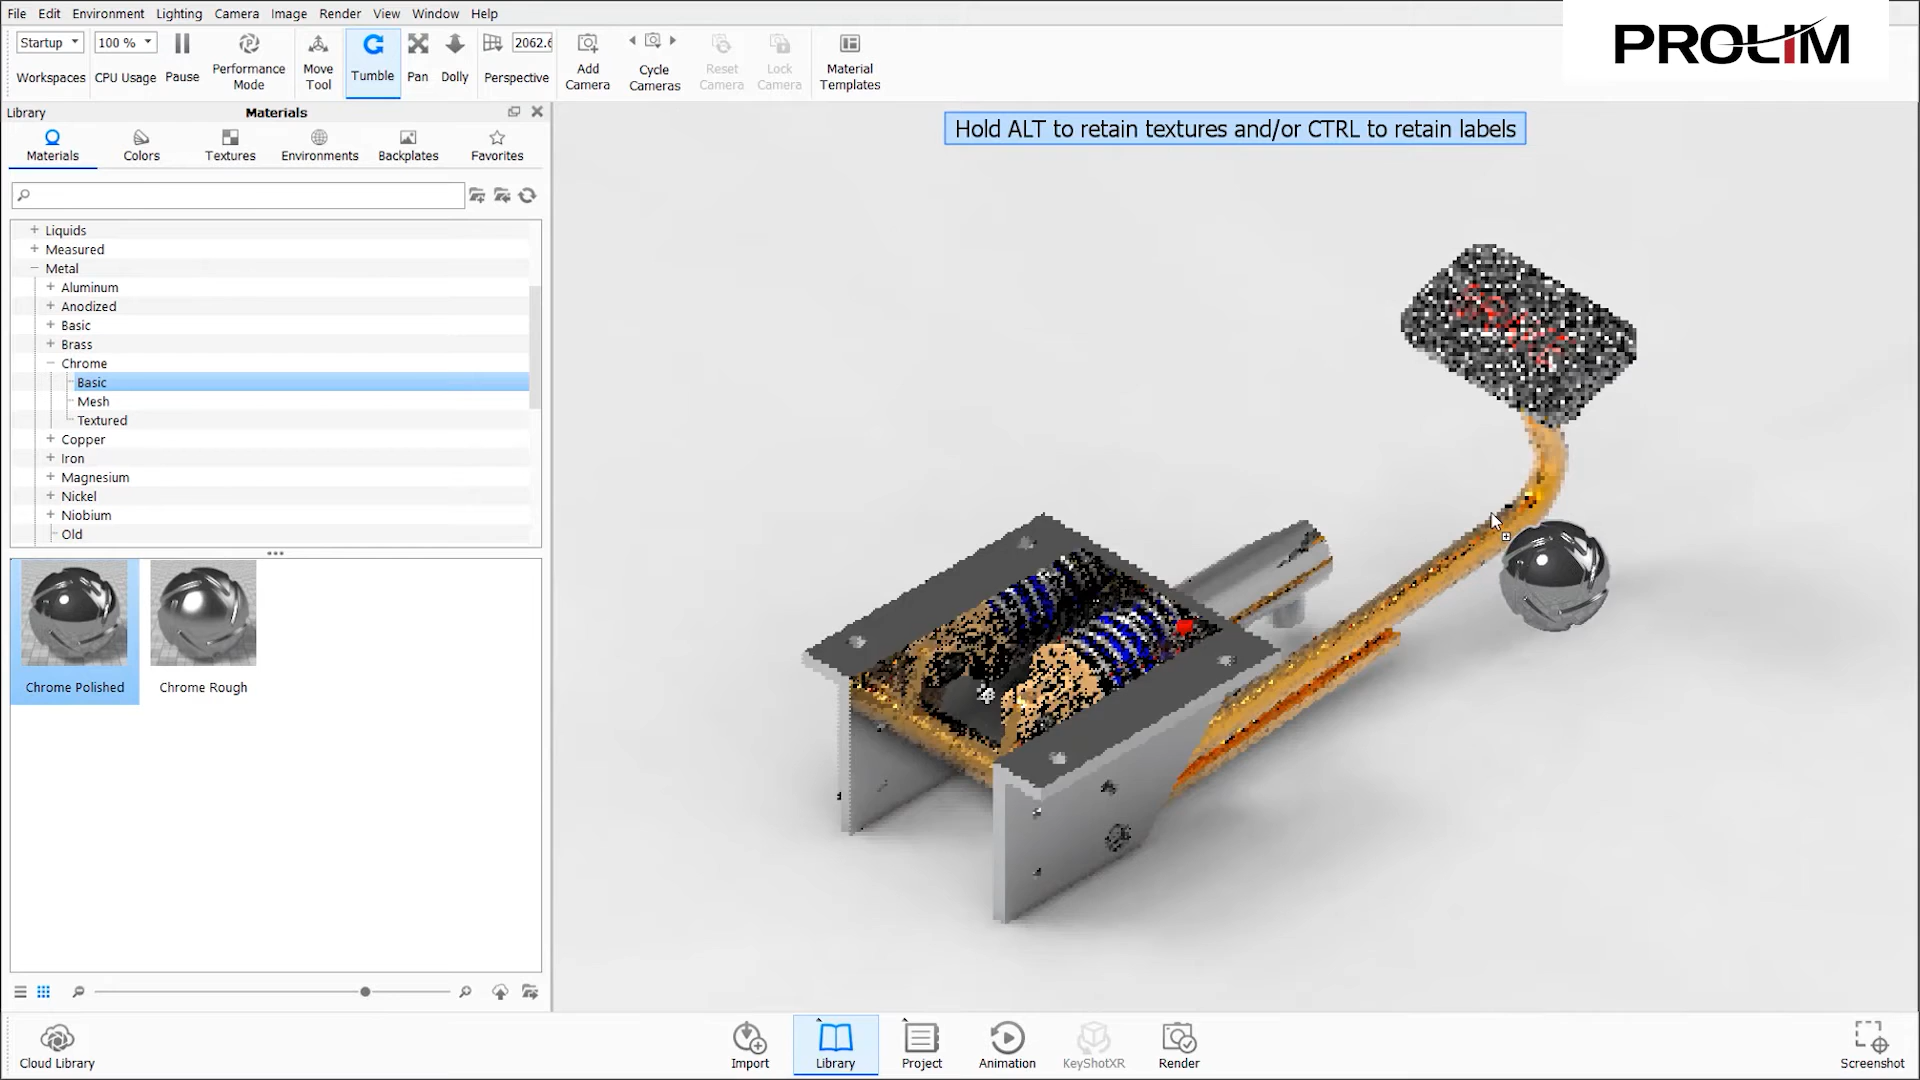 File Edit Environment Lighting Camera Image Render View Window Help
PROLIM
Startup 100 % 2062.6
Workspaces CPU Usage Pause Performance Mode Move Tool Tumble Pan Dolly Perspective Add Camera Cycle Cameras Reset Camera Lock Camera Material Templates
Library Materials
Hold ALT to retain textures and/or CTRL to retain labels
Materials Colors Textures Environments Backplates Favorites
Liquids
Measured
Metal
Aluminum
Anodized
Basic
Brass
Chrome
Basic
Mesh
Textured
Copper
Iron
Magnesium
Nickel
Niobium
Old
Chrome Polished Chrome Rough
Cloud Library Import Library Project Animation KeyShotXR Render Screenshot